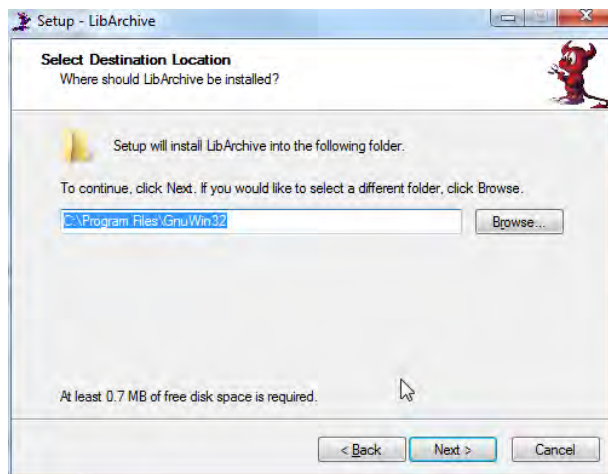 Setup - LibArchive
Select Destination Location
Where should LibArchive be installed?
Setup will install LibArchive into the following folder.
To continue, click Next. If you would like to select a different folder, click Browse.
C:\Program Files\GnuWin32
Browse...
At least 0.7 MB of free disk space is required.
< Back
Next >
Cancel